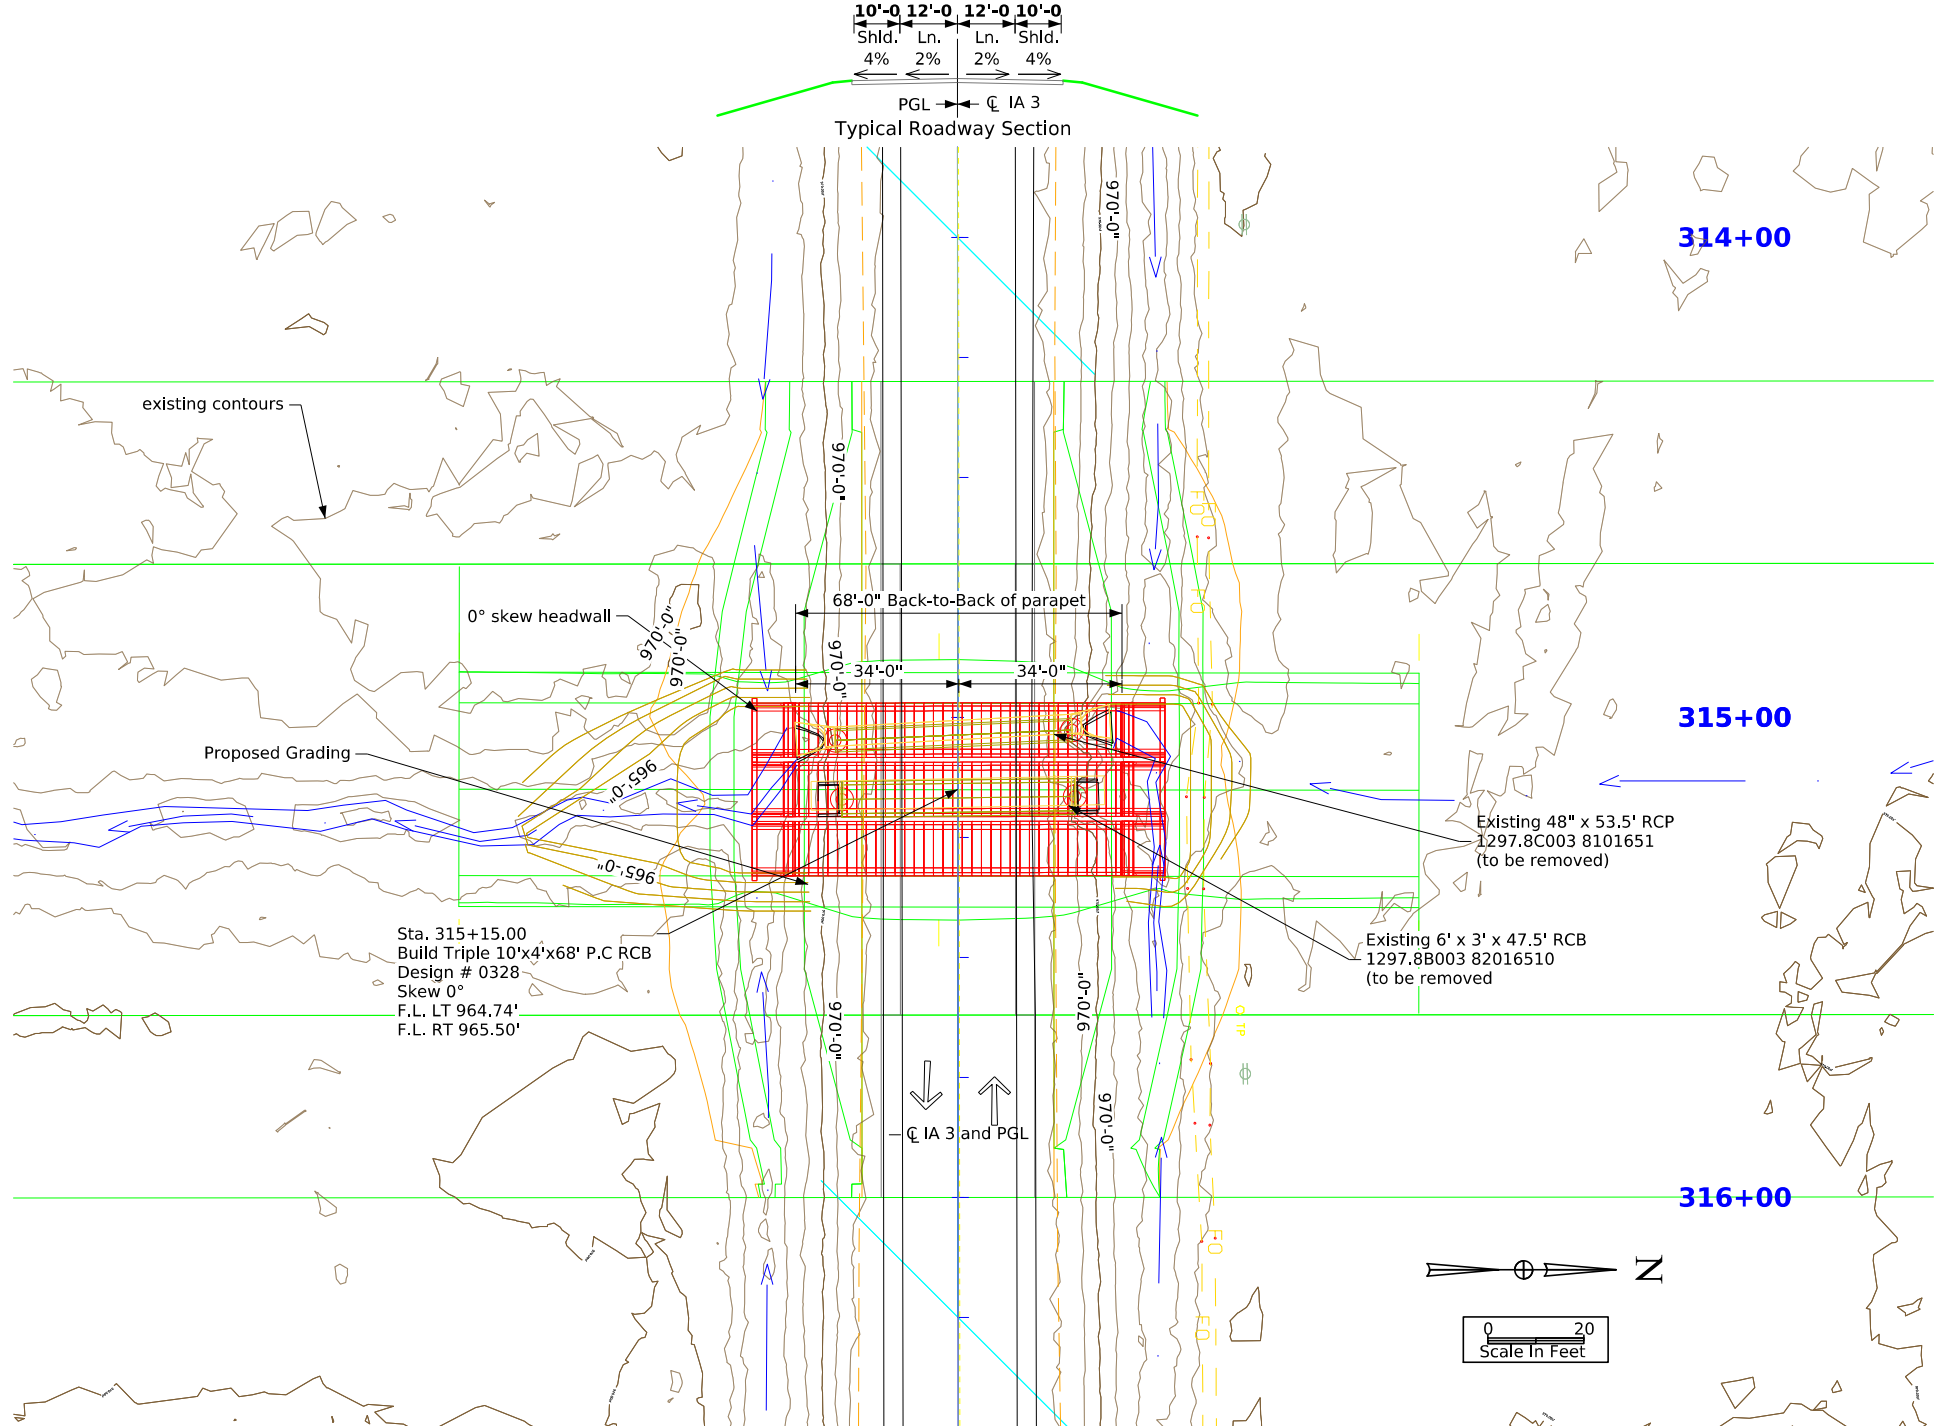 10'-0 12'-0 12'-0 10'-0
Shld. Ln. Ln. Shld.
4% 2% 2% 4%
PGL ℄ IA 3
Typical Roadway Section
970'-0"
314+00
existing contours
970'-0"
FO
FO
FO
68'-0" Back-to-Back of parapet
0° skew headwall
970'-0"
970'-0"
970'-0"
34'-0" 34'-0"
315+00
Proposed Grading
965'-0"
Existing 48" x 53.5' RCP
1297.8C003 8101651
(to be removed)
965'-0"
Sta. 315+15.00
Build Triple 10'x4'x68' P.C RCB
Design # 0328
Skew 0°
F.L. LT 964.74'
F.L. RT 965.50'
Existing 6' x 3' x 47.5' RCB
1297.8B003 82016510
(to be removed
970'-0"
970'-0"
970'-0"
℄ IA 3 and PGL
316+00
FO
N
FO
0 20
Scale In Feet